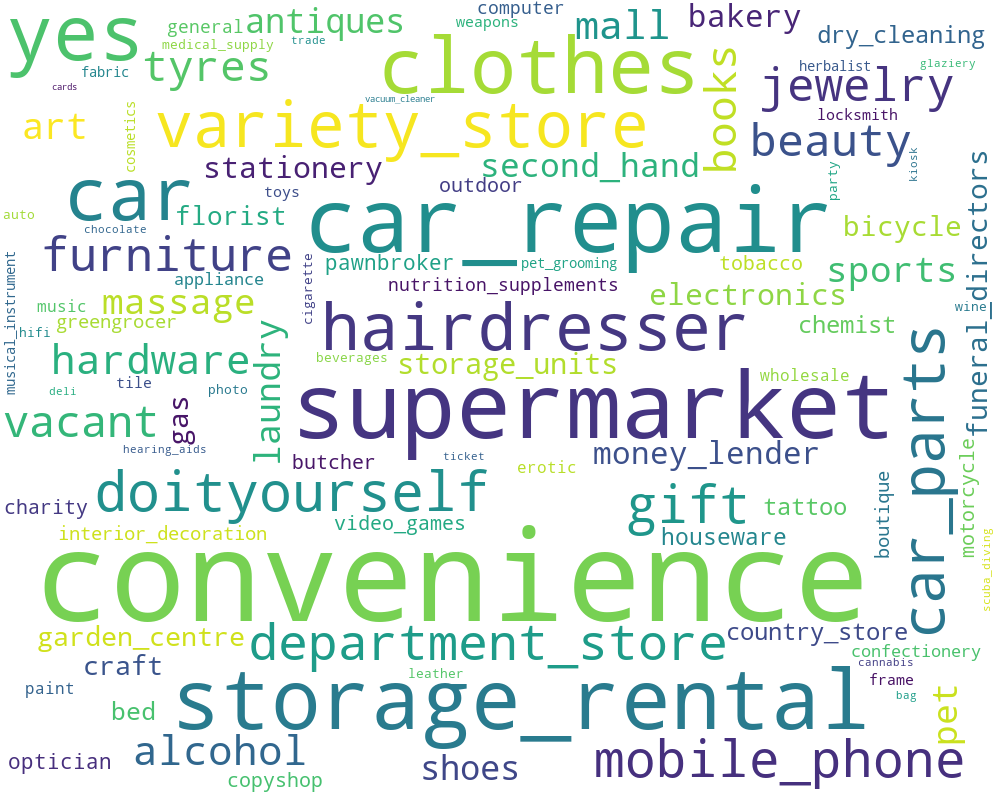 yes
general
antiques
computer
weapons
mall
bakery
dry_cleaning
medical_supply
trade
fabric
tyres
clothes
books
herbalist
glaziery
cards
jewelry
vacuum_cleaner
art
cosmetics
variety_store
locksmith
beauty
stationery
second_hand
kiosk
party
funeral_directors
car
toys
outdoor
auto
florist
car repair
bicycle
chocolate
furniture
pawnbroker
pet_grooming
tobacco
sports
musical_instrument
appliance
cigarette
nutrition_supplements
music
massage
electronics
wine
greengrocer
hifi
hairdresser
chemist
hardware
laundry
beverages
storage_units
car_parts
deli
tile
photo
supermarket
wholesale
vacant
gas
hearing_aids
butcher
ticket
erotic
money_lender
motorcycle
charity
doityourself
gift
tattoo
boutique
interior_decoration
video_games
houseware
scuba_diving
convenience
garden_centre
department_store
country_store
confectionery
craft
leather
cannabis
frame
paint
bed
storage_rental
bag
pet
optician
alcohol
copyshop
shoes
mobile_phone